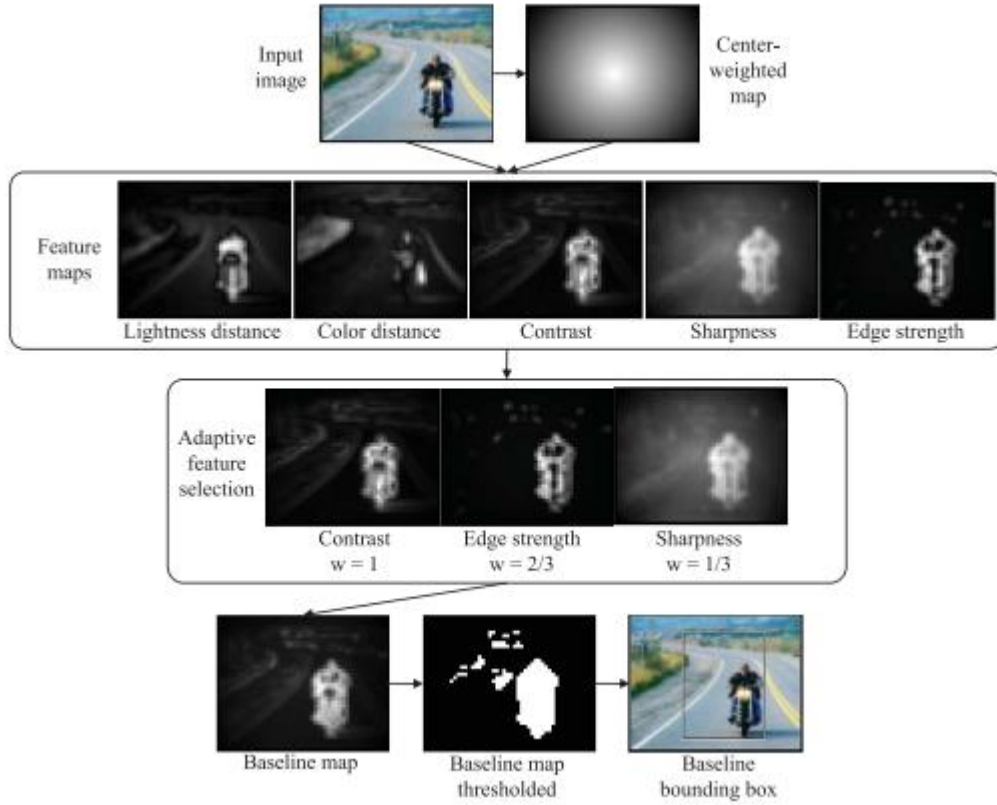 Input
image
Center-
weighted
map
Feature
maps
Lightness distance
Color distance
Contrast
Sharpness
Edge strength
Adaptive
feature
selection
Contrast
w = 1
Edge strength
w = 2/3
Sharpness
w = 1/3
Baseline map
Baseline map
thresholded
Baseline
bounding box